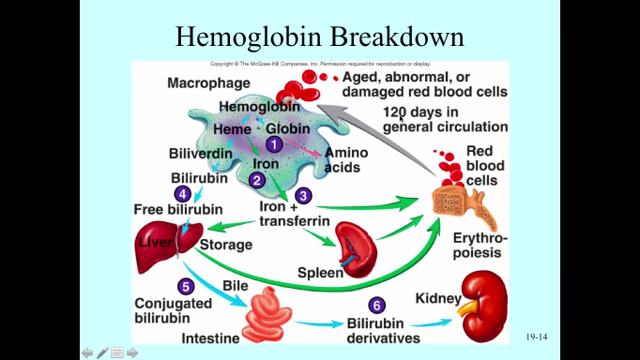 Hemoglobin Breakdown
Copyright © The McGraw-Hill Companies, Inc. Permission required for reproduction or display.
Macrophage
Aged, abnormal, or
damaged red blood cells
Hemoglobin
120 days in
general circulation
Heme
Globin
1
Biliverdin
Iron
Amino
acids
Red
blood
cells
Bilirubin
2
4
3
Free bilirubin
Iron +
transferrin
Liver
Storage
Erythro-
poiesis
Spleen
5
Bile
Conjugated
bilirubin
6
Kidney
Intestine
Bilirubin
derivatives
19-14